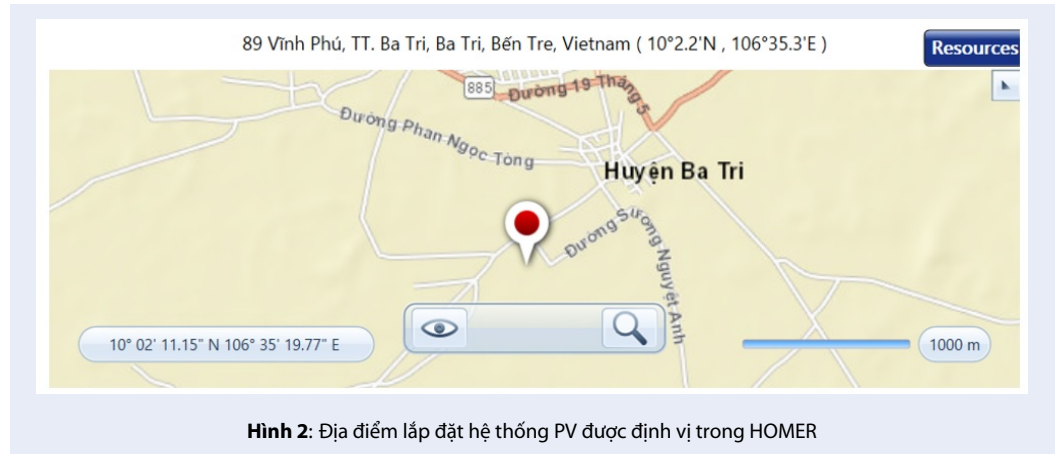 89 Vĩnh Phú, TT. Ba Tri, Ba Tri, Bến Tre, Vietnam ( 10°2.2'N , 106°35.3'E )
Resources
885
Đường 19 Tháng 5
Đường Phan Ngọc Tòng
Huyện Ba Tri
Đường Sương Nguyệt Anh
10° 02' 11.15" N 106° 35' 19.77" E
1000 m
Hình 2: Địa điểm lắp đặt hệ thống PV được định vị trong HOMER